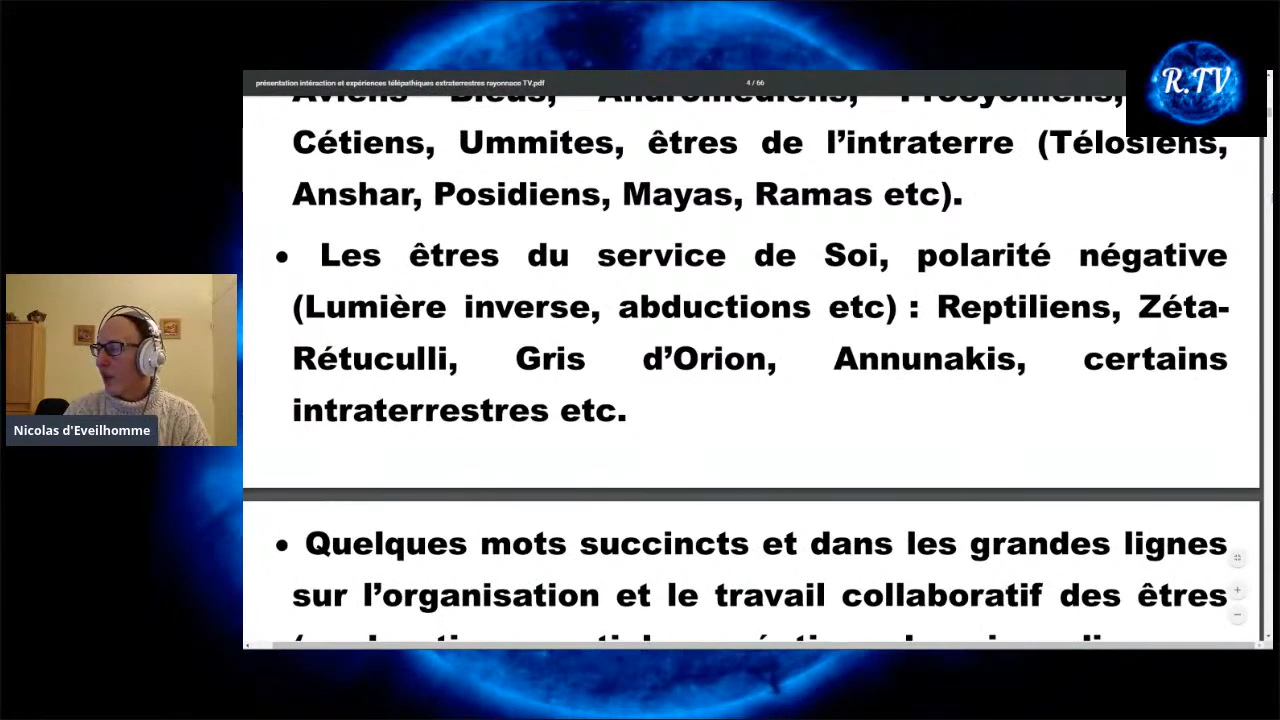 présentation intéraction et expériences télépathiques extraterrestres rayonnace TV.pdf
4 / 66
R.TV
Aviens Bleus, Andromédiens, Procyoniens,
Cétiens, Ummites, êtres de l’intraterre (Télosiens,
Anshar, Posidiens, Mayas, Ramas etc).
• Les êtres du service de Soi, polarité négative
(Lumière inverse, abductions etc) : Reptiliens, Zéta-
Rétuculli, Gris d’Orion, Annunakis, certains
intraterrestres etc.
Nicolas d'Eveilhomme
• Quelques mots succincts et dans les grandes lignes
sur l’organisation et le travail collaboratif des êtres